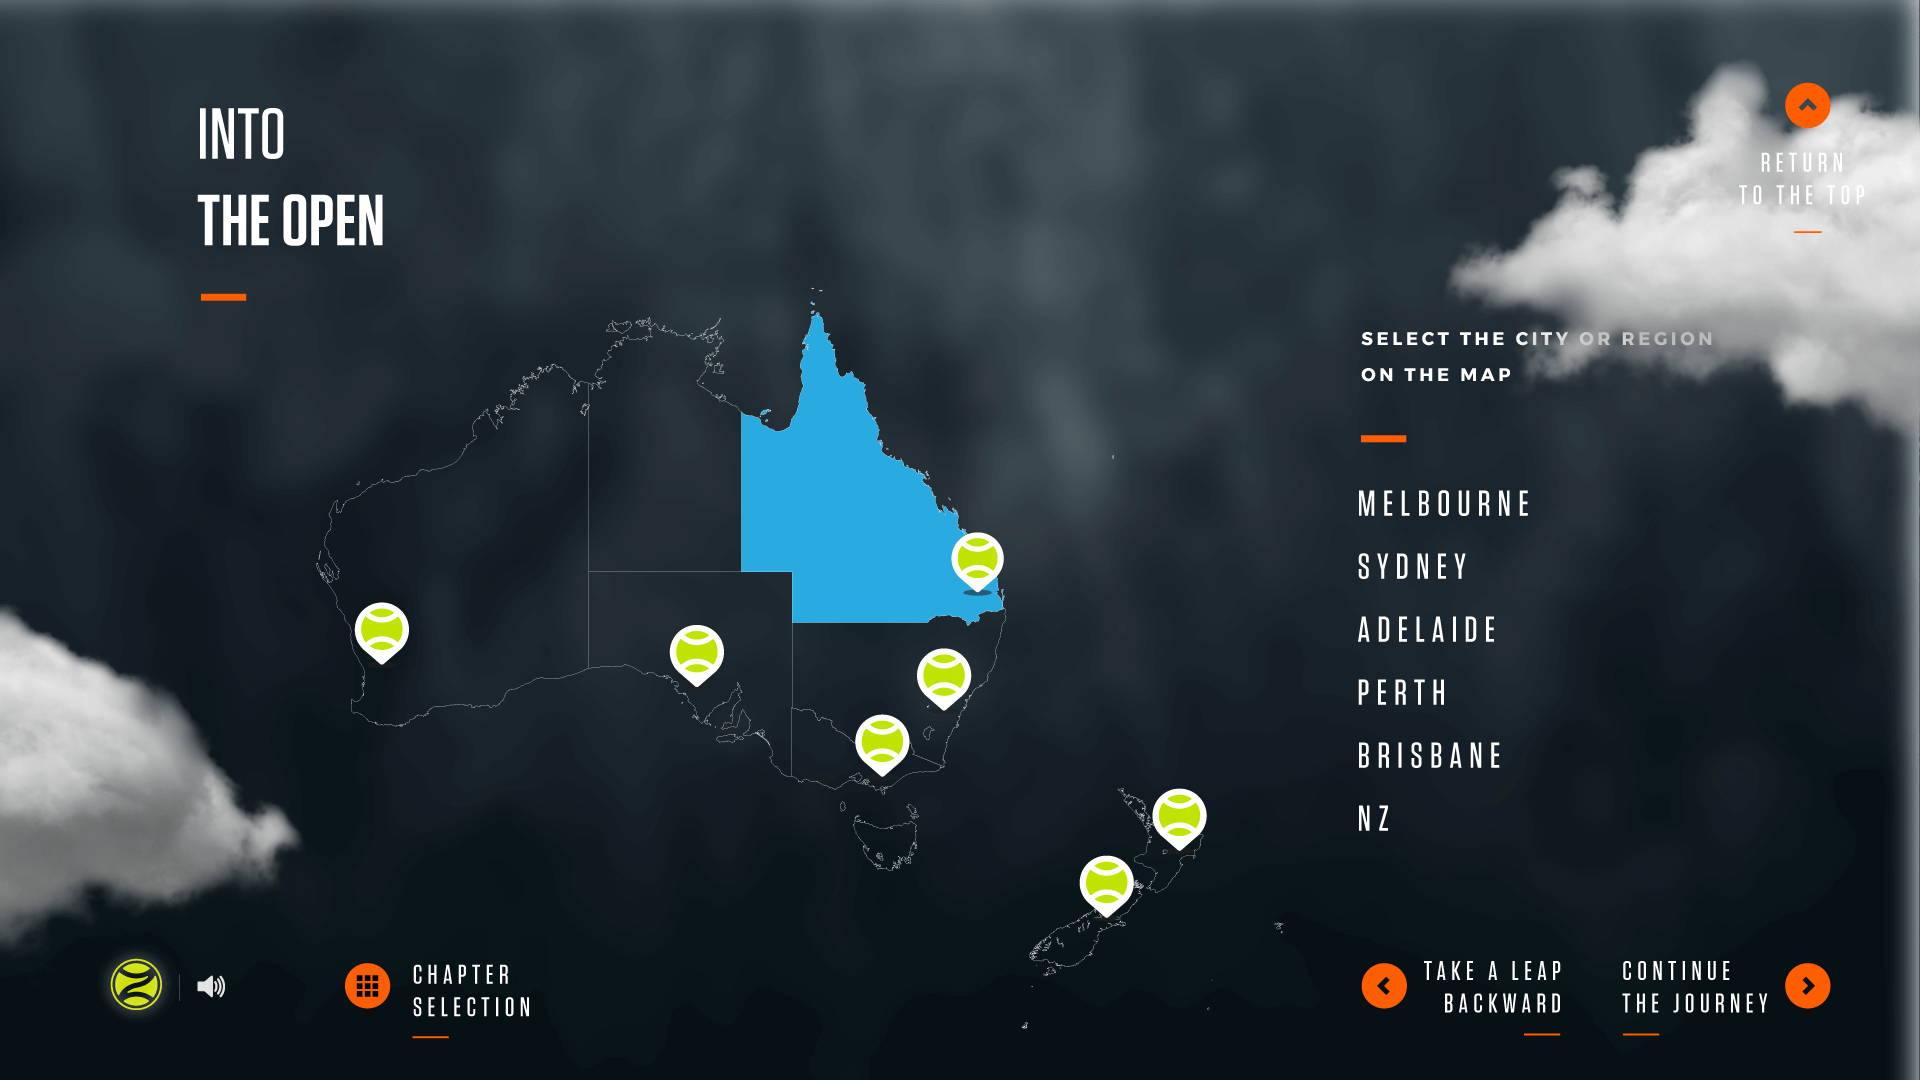 INTO
THE OPEN
RETURN
TO THE TOP
SELECT THE CITY OR REGION
ON THE MAP
MELBOURNE
SYDNEY
ADELAIDE
PERTH
BRISBANE
NZ
CHAPTER
SELECTION
TAKE A LEAP
BACKWARD
CONTINUE
THE JOURNEY